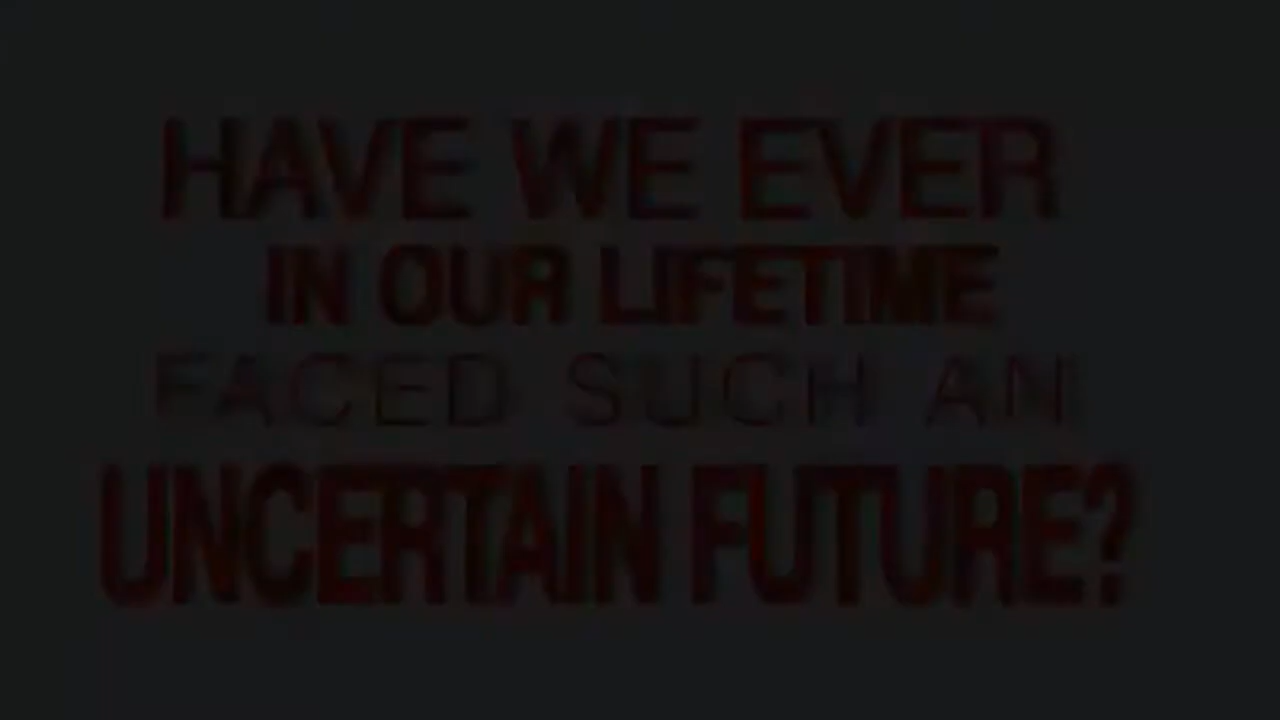 HAVE WE EVER
IN OUR LIFETIME
FACED SUCH AN
UNCERTAIN FUTURE?